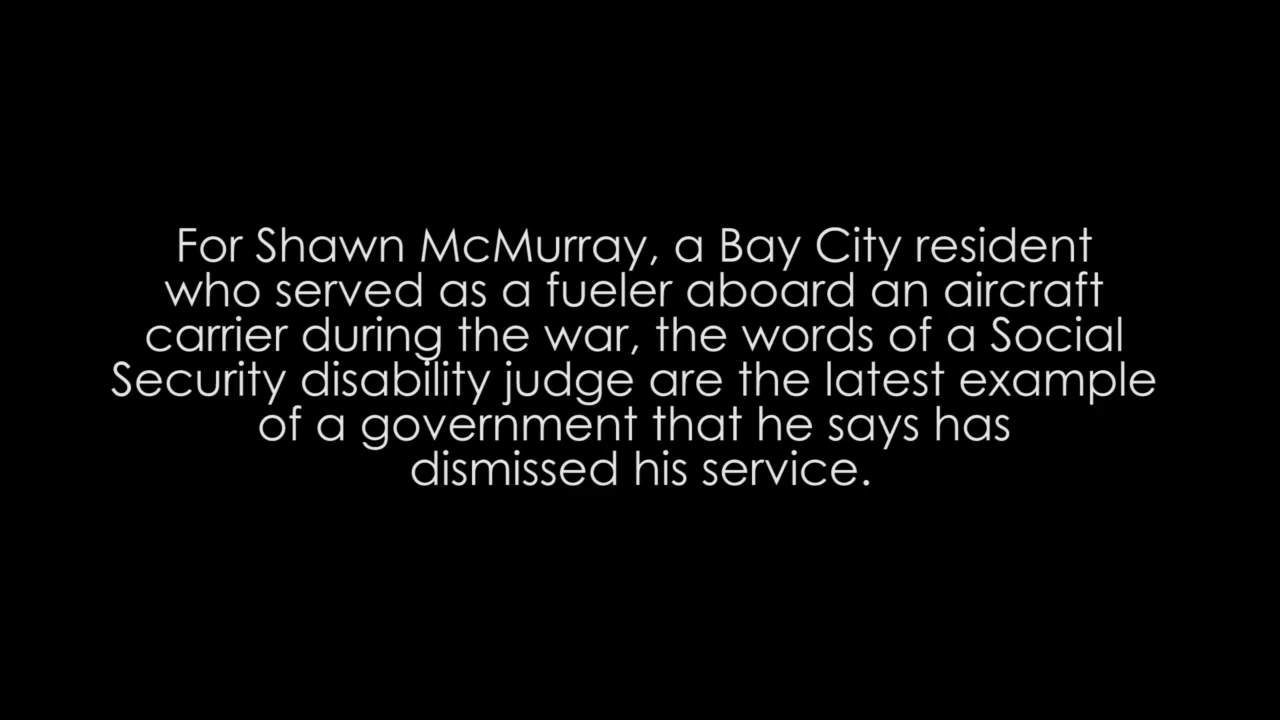 For Shawn McMurray, a Bay City resident
who served as a fueler aboard an aircraft
carrier during the war, the words of a Social
Security disability judge are the latest example
of a government that he says has
dismissed his service.